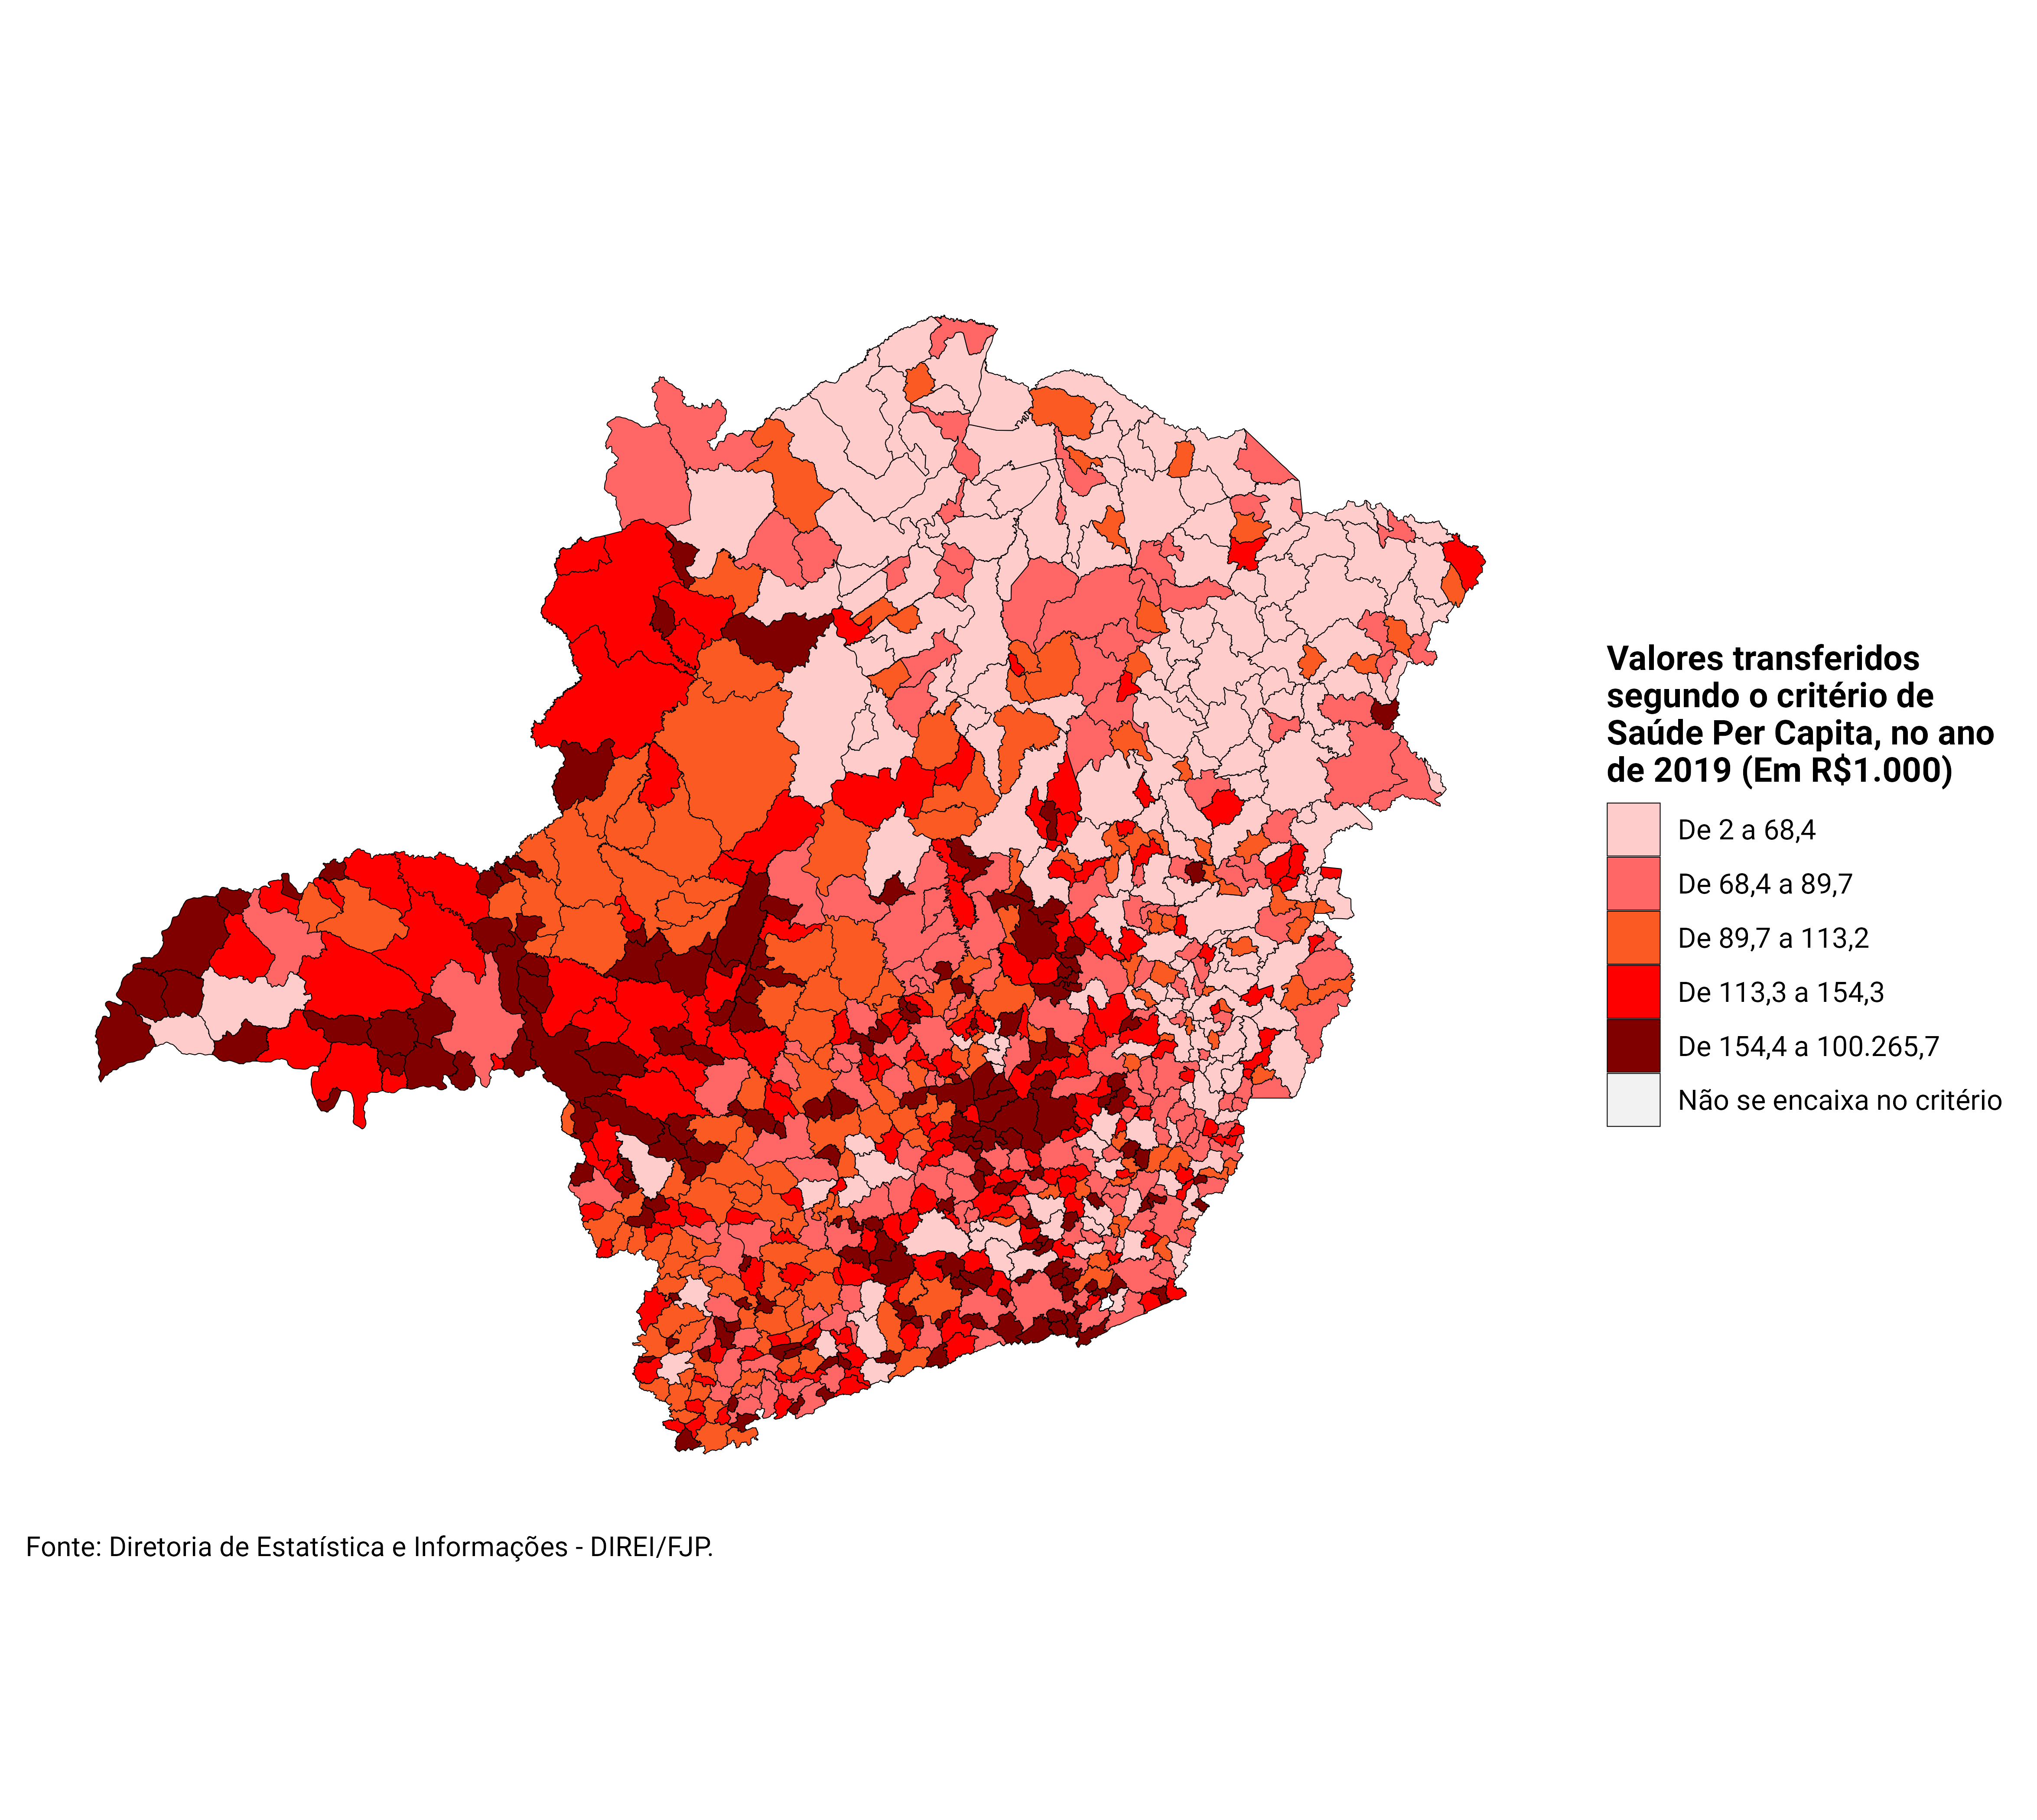 Valores transferidos
segundo o critério de
Saúde Per Capita, no ano
de 2019 (Em R$1.000)
De 2 a 68,4
De 68,4 a 89,7
De 89,7 a 113,2
De 113,3 a 154,3
De 154,4 a 100.265,7
Não se encaixa no critério
Fonte: Diretoria de Estatística e Informações - DIREI/FJP.